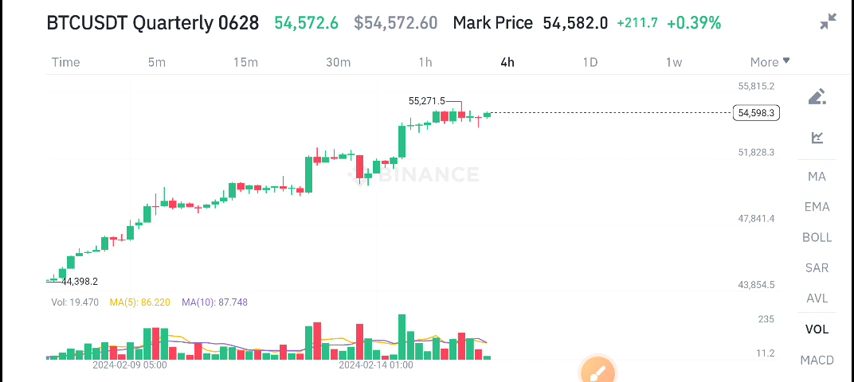 BTCUSDT Quarterly 0628 54,572.6 $54,572.60 Mark Price 54,582.0 +211.7 +0.39%
Time 5m 15m 30m 1h 4h 1D 1w More
55,815.2
55,271.5
54,598.3
51,828.3
BINANCE
47,841.4
44,398.2
43,854.5
Vol: 19.470 MA(5): 86.220 MA(10): 87.748
235
11.2
2024-02-09 05:00 2024-02-14 01:00
MA
EMA
BOLL
SAR
AVL
VOL
MACD